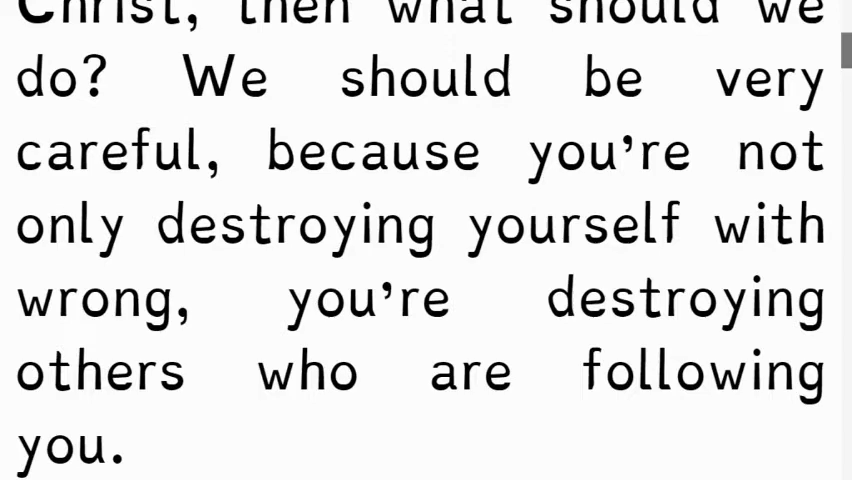 Christ, then what should we
do? We should be very
careful, because you’re not
only destroying yourself with
wrong, you’re destroying
others who are following
you.